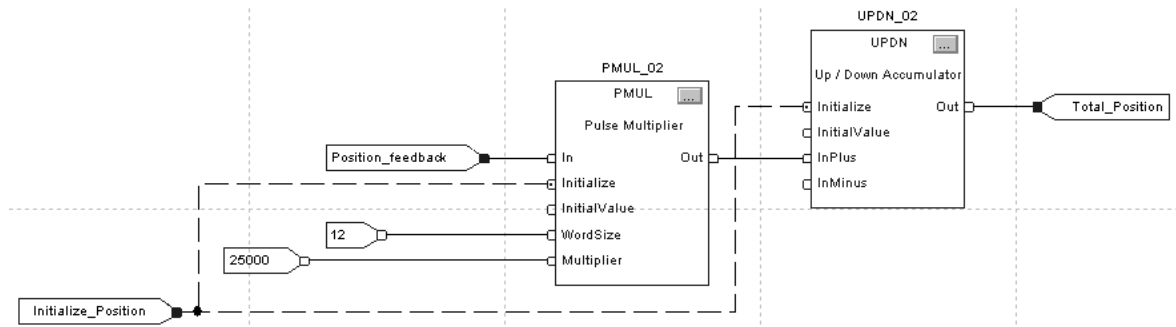 UPDN_02
UPDN
...
Up / Down Accumulator
Initialize
Out
Total_Position
InitialValue
InPlus
InMinus
PMUL_02
PMUL
...
Pulse Multiplier
Position_feedback
In
Out
Initialize
InitialValue
12
WordSize
25000
Multiplier
Initialize_Position